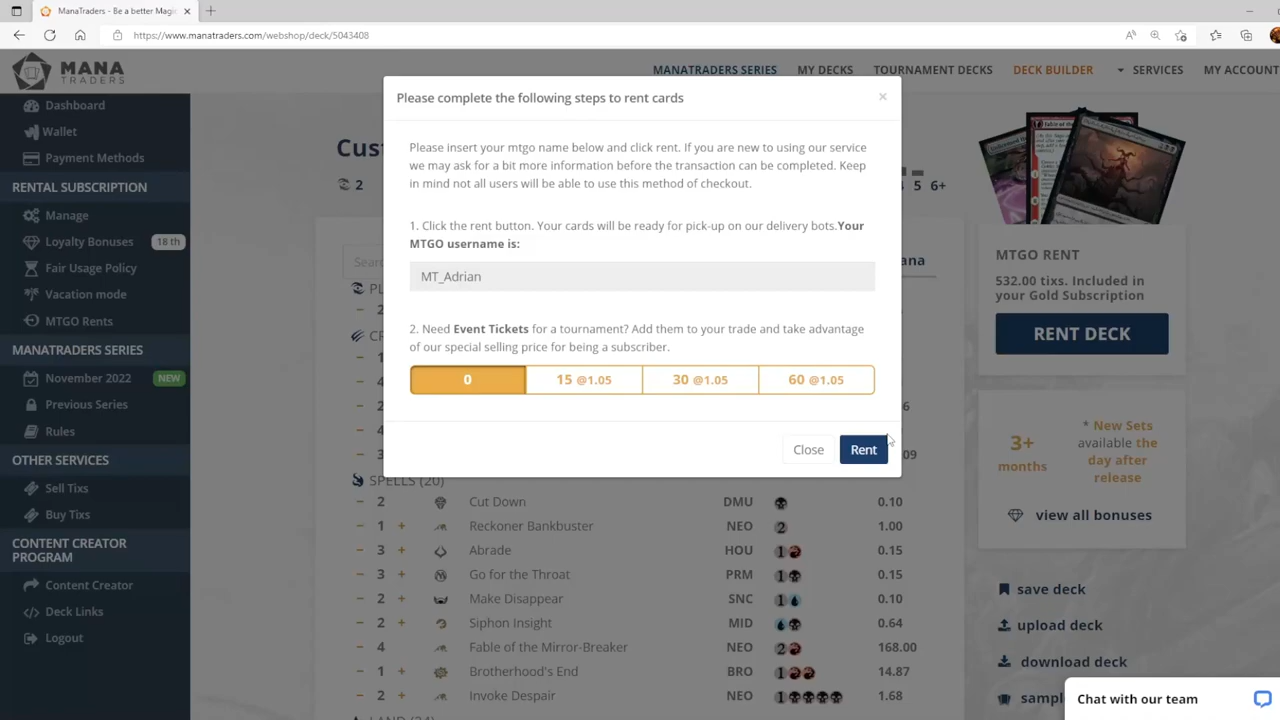 ManaTraders - Be a better Magic
https://www.manatraders.com/webshop/deck/5043408
MANA
TRADERS
MANATRADERS SERIES
MY DECKS
TOURNAMENT DECKS
DECK BUILDER
SERVICES
MY ACCOUNT
Dashboard
Wallet
Payment Methods
RENTAL SUBSCRIPTION
Manage
Loyalty Bonuses 18 th
Fair Usage Policy
Vacation mode
MTGO Rents
MANATRADERS SERIES
November 2022 NEW
Previous Series
Rules
OTHER SERVICES
Sell Tixs
Buy Tixs
CONTENT CREATOR
PROGRAM
Content Creator
Deck Links
Logout
Please complete the following steps to rent cards
Please insert your mtgo name below and click rent. If you are new to using our service
we may ask for a bit more information before the transaction can be completed. Keep
in mind not all users will be able to use this method of checkout.
1. Click the rent button. Your cards will be ready for pick-up on our delivery bots.Your
MTGO username is:
MT_Adrian
2. Need Event Tickets for a tournament? Add them to your trade and take advantage
of our special selling price for being a subscriber.
0 15 @1.05 30 @1.05 60 @1.05
Close Rent
2
5 6+
SPELLS (20)
2 Cut Down DMU 0.10
1 + Reckoner Bankbuster NEO 2 1.00
3 + Abrade HOU 1 0.15
3 + Go for the Throat PRM 1 0.15
2 + Make Disappear SNC 1 0.10
2 + Siphon Insight MID 0.64
4 Fable of the Mirror-Breaker NEO 2 168.00
1 + Brotherhood's End BRO 1 14.87
2 + Invoke Despair NEO 1 1.68
MTGO RENT
532.00 tixs. Included in
your Gold Subscription
RENT DECK
3+
months
* New Sets
available the
day after
release
view all bonuses
save deck
upload deck
download deck
Chat with our team